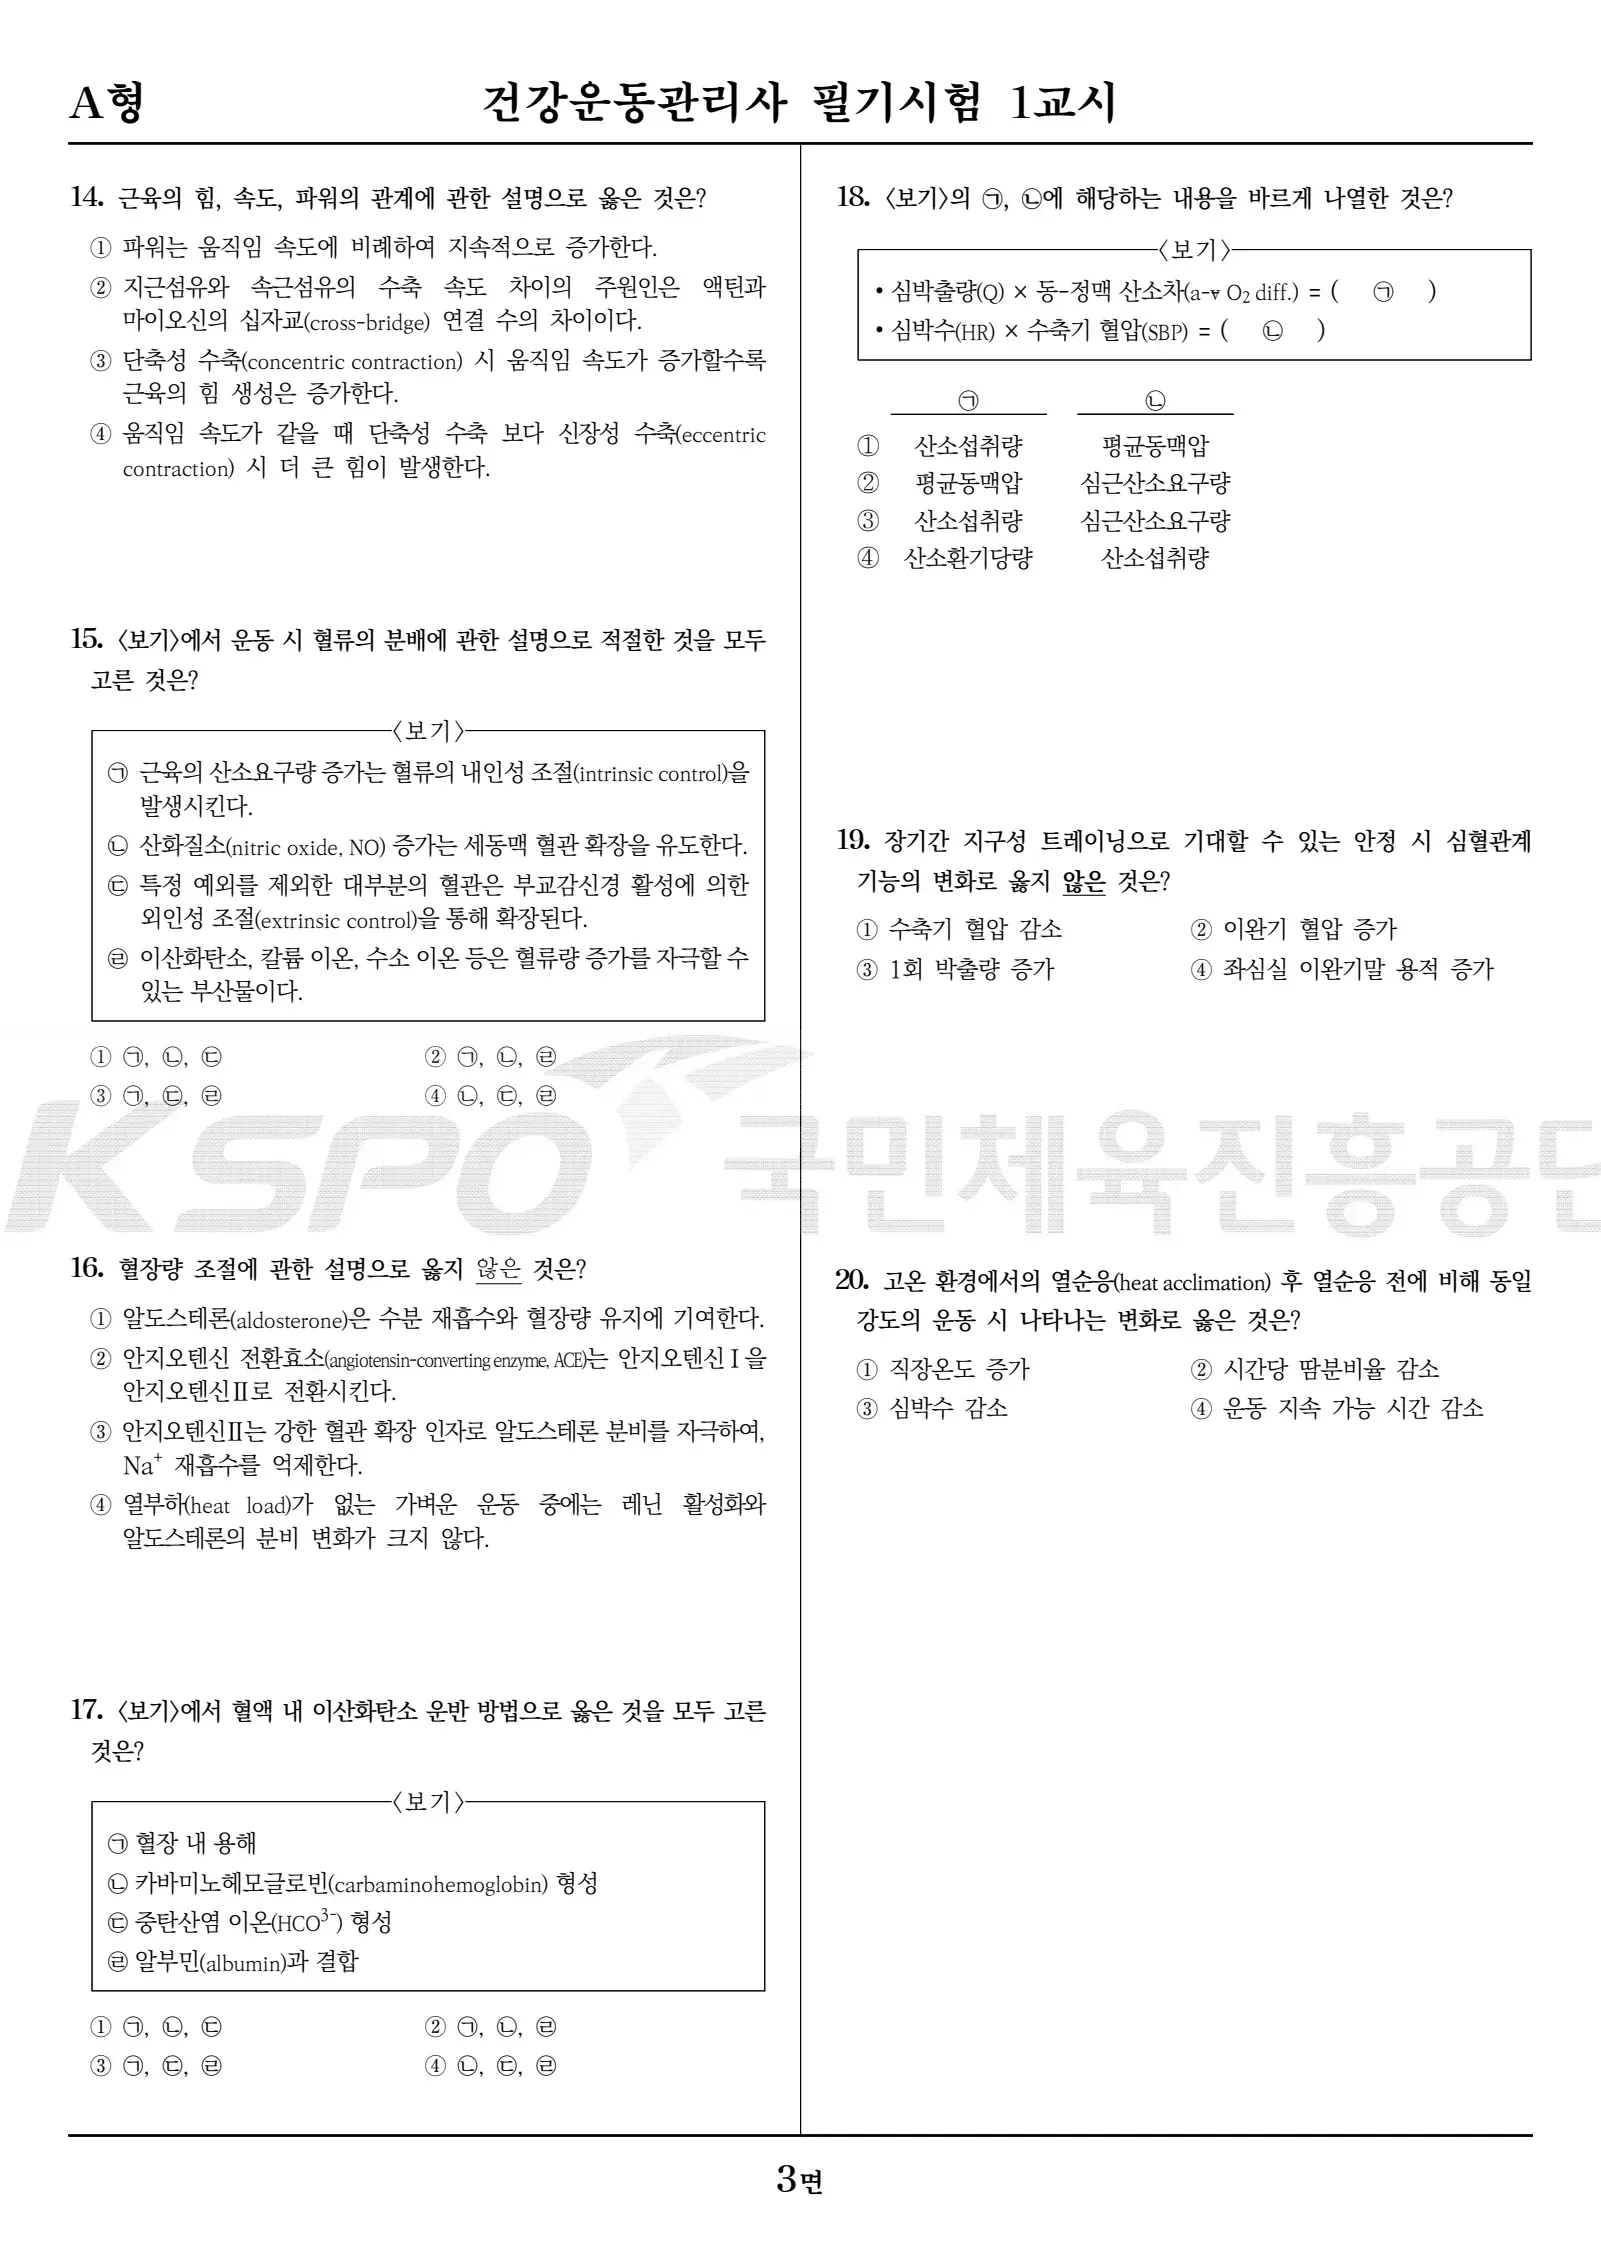 A형
건강운동관리사 필기시험 1교시
14. 근육의 힘, 속도, 파워의 관계에 관한 설명으로 옳은 것은?
① 파워는 움직임 속도에 비례하여 지속적으로 증가한다.
② 지근섬유와 속근섬유의 수축 속도 차이의 주원인은 액틴과
마이오신의 십자교(cross-bridge) 연결 수의 차이이다.
③ 단축성 수축(concentric contraction) 시 움직임 속도가 증가할수록
근육의 힘 생성은 증가한다.
④ 움직임 속도가 같을 때 단축성 수축 보다 신장성 수축(eccentric
contraction) 시 더 큰 힘이 발생한다.
15. 〈보기〉에서 운동 시 혈류의 분배에 관한 설명으로 적절한 것을 모두
고른 것은?
〈보기〉
㉠ 근육의 산소요구량 증가는 혈류의 내인성 조절(intrinsic control)을
발생시킨다.
㉡ 산화질소(nitric oxide, NO) 증가는 세동맥 혈관 확장을 유도한다.
㉢ 특정 예외를 제외한 대부분의 혈관은 부교감신경 활성에 의한
외인성 조절(extrinsic control)을 통해 확장된다.
㉣ 이산화탄소, 칼륨 이온, 수소 이온 등은 혈류량 증가를 자극할 수
있는 부산물이다.
① ㉠, ㉡, ㉢ ② ㉠, ㉡, ㉣
③ ㉠, ㉢, ㉣ ④ ㉡, ㉢, ㉣
16. 혈장량 조절에 관한 설명으로 옳지 않은 것은?
① 알도스테론(aldosterone)은 수분 재흡수와 혈장량 유지에 기여한다.
② 안지오텐신 전환효소(angiotensin-converting enzyme, ACE)는 안지오텐신Ⅰ을
안지오텐신Ⅱ로 전환시킨다.
③ 안지오텐신Ⅱ는 강한 혈관 확장 인자로 알도스테론 분비를 자극하여,
Na⁺ 재흡수를 억제한다.
④ 열부하(heat load)가 없는 가벼운 운동 중에는 레닌 활성화와
알도스테론의 분비 변화가 크지 않다.
17. 〈보기〉에서 혈액 내 이산화탄소 운반 방법으로 옳은 것을 모두 고른
것은?
〈보기〉
㉠ 혈장 내 용해
㉡ 카바미노헤모글로빈(carbaminohemoglobin) 형성
㉢ 중탄산염 이온(HCO³⁻) 형성
㉣ 알부민(albumin)과 결합
① ㉠, ㉡, ㉢ ② ㉠, ㉡, ㉣
③ ㉠, ㉢, ㉣ ④ ㉡, ㉢, ㉣
18. 〈보기〉의 ㉠, ㉡에 해당하는 내용을 바르게 나열한 것은?
〈보기〉
• 심박출량(Q) × 동-정맥 산소차(a-v̄ O₂ diff.) = ( ㉠ )
• 심박수(HR) × 수축기 혈압(SBP) = ( ㉡ )
㉠ ㉡
① 산소섭취량 평균동맥압
② 평균동맥압 심근산소요구량
③ 산소섭취량 심근산소요구량
④ 산소환기당량 산소섭취량
19. 장기간 지구성 트레이닝으로 기대할 수 있는 안정 시 심혈관계
기능의 변화로 옳지 않은 것은?
① 수축기 혈압 감소 ② 이완기 혈압 증가
③ 1회 박출량 증가 ④ 좌심실 이완기말 용적 증가
20. 고온 환경에서의 열순응(heat acclimation) 후 열순응 전에 비해 동일
강도의 운동 시 나타나는 변화로 옳은 것은?
① 직장온도 증가 ② 시간당 땀분비율 감소
③ 심박수 감소 ④ 운동 지속 가능 시간 감소
KSPO 국민체육진흥공단
3면